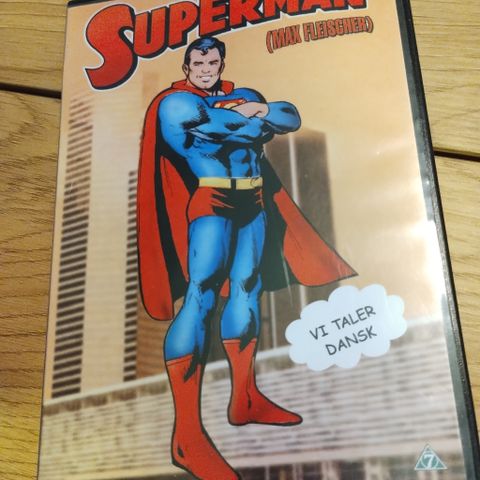 SUPERMAN
(MAX FLEISCHER)
VI TALER
DANSK
7